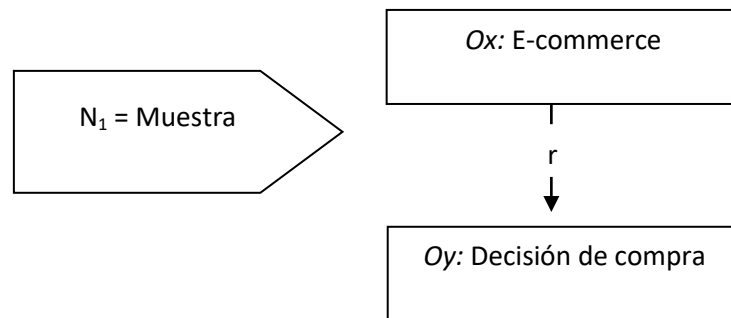 Ox: E-commerce
N₁ = Muestra
r
Oy: Decisión de compra